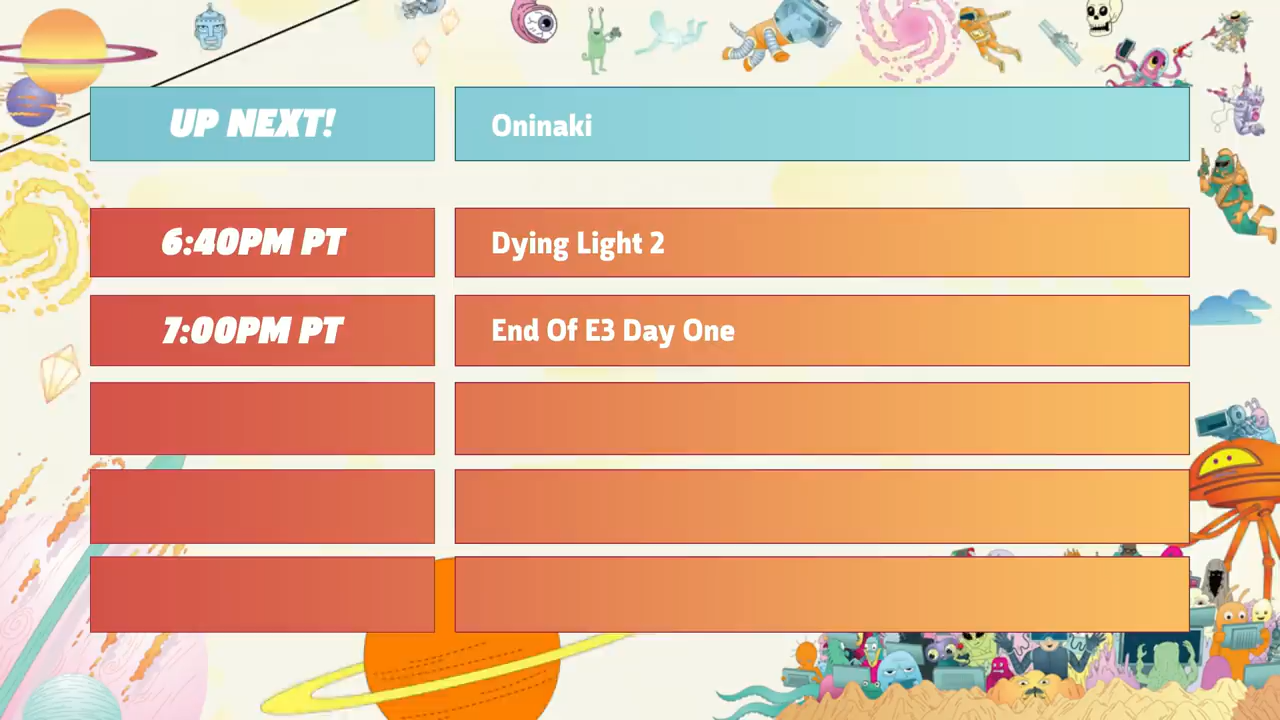 UP NEXT!
Oninaki
6:40PM PT
Dying Light 2
7:00PM PT
End Of E3 Day One